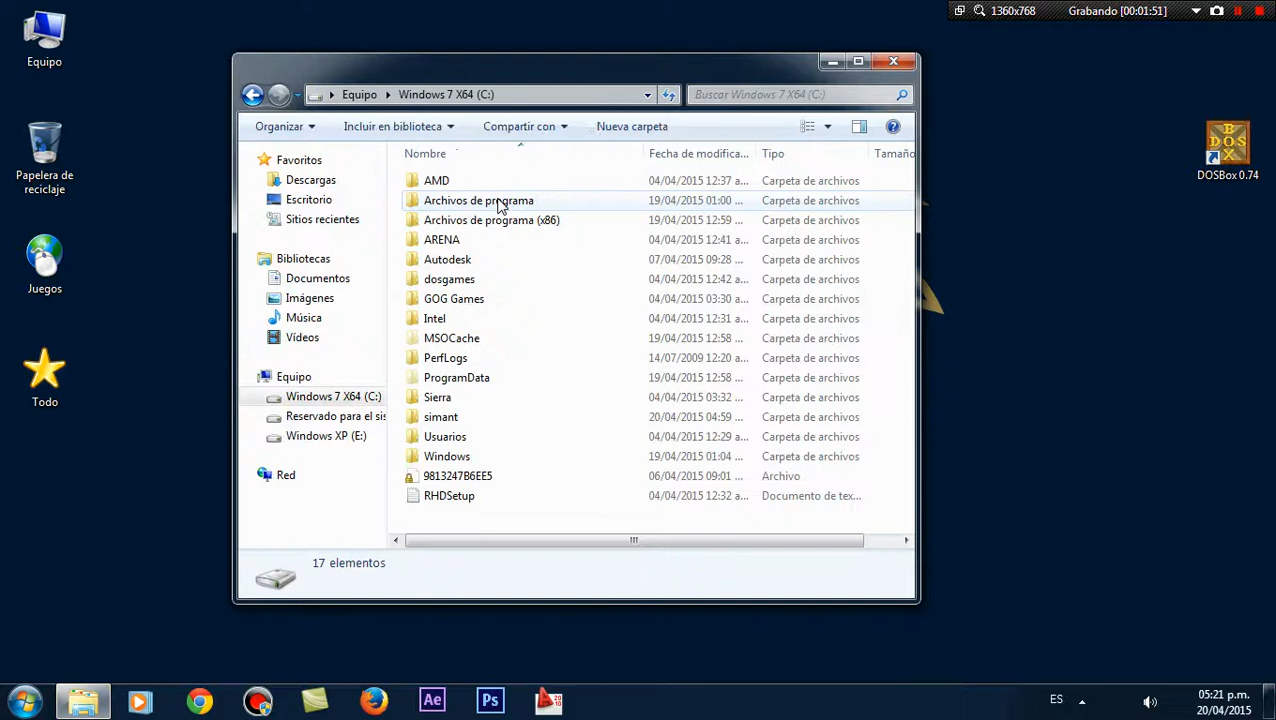 1360x768 Grabando [00:01:51]
Equipo
Papelera de
reciclaje
Juegos
Todo
BOX
DOS
DOSBox 0.74
Equipo Windows 7 X64 (C:)
Buscar Windows 7 X64 (C:)
Organizar Incluir en biblioteca Compartir con Nueva carpeta
Favoritos
Descargas
Escritorio
Sitios recientes
Bibliotecas
Documentos
Imágenes
Música
Vídeos
Equipo
Windows 7 X64 (C:)
Reservado para el sis
Windows XP (E:)
Red
Nombre Fecha de modifica... Tipo Tamaño
AMD 04/04/2015 12:37 a... Carpeta de archivos
Archivos de programa 19/04/2015 01:00 ... Carpeta de archivos
Archivos de programa (x86) 19/04/2015 12:59 ... Carpeta de archivos
ARENA 04/04/2015 12:41 a... Carpeta de archivos
Autodesk 07/04/2015 09:28 ... Carpeta de archivos
dosgames 04/04/2015 12:42 a... Carpeta de archivos
GOG Games 04/04/2015 03:30 ... Carpeta de archivos
Intel 04/04/2015 12:31 a... Carpeta de archivos
MSOCache 19/04/2015 12:58 ... Carpeta de archivos
PerfLogs 14/07/2009 12:20 a... Carpeta de archivos
ProgramData 19/04/2015 12:58 ... Carpeta de archivos
Sierra 04/04/2015 03:32 ... Carpeta de archivos
simant 20/04/2015 04:59 ... Carpeta de archivos
Usuarios 04/04/2015 12:29 a... Carpeta de archivos
Windows 19/04/2015 01:04 ... Carpeta de archivos
9813247B6EE5 06/04/2015 09:01 ... Archivo
RHDSetup 04/04/2015 12:32 a... Documento de tex...
17 elementos
Ae
Ps
2010
ES
05:21 p.m.
20/04/2015